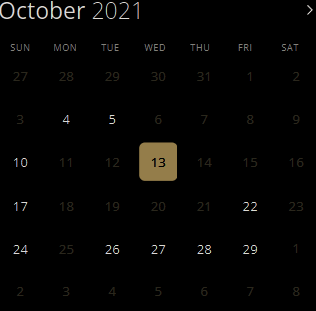 October 2021 >
SUN MON TUE WED THU FRI SAT
27 28 29 30 31 1 2
3 4 5 6 7 8 9
10 11 12 13 14 15 16
17 18 19 20 21 22 23
24 25 26 27 28 29 1
2 3 4 5 6 7 8